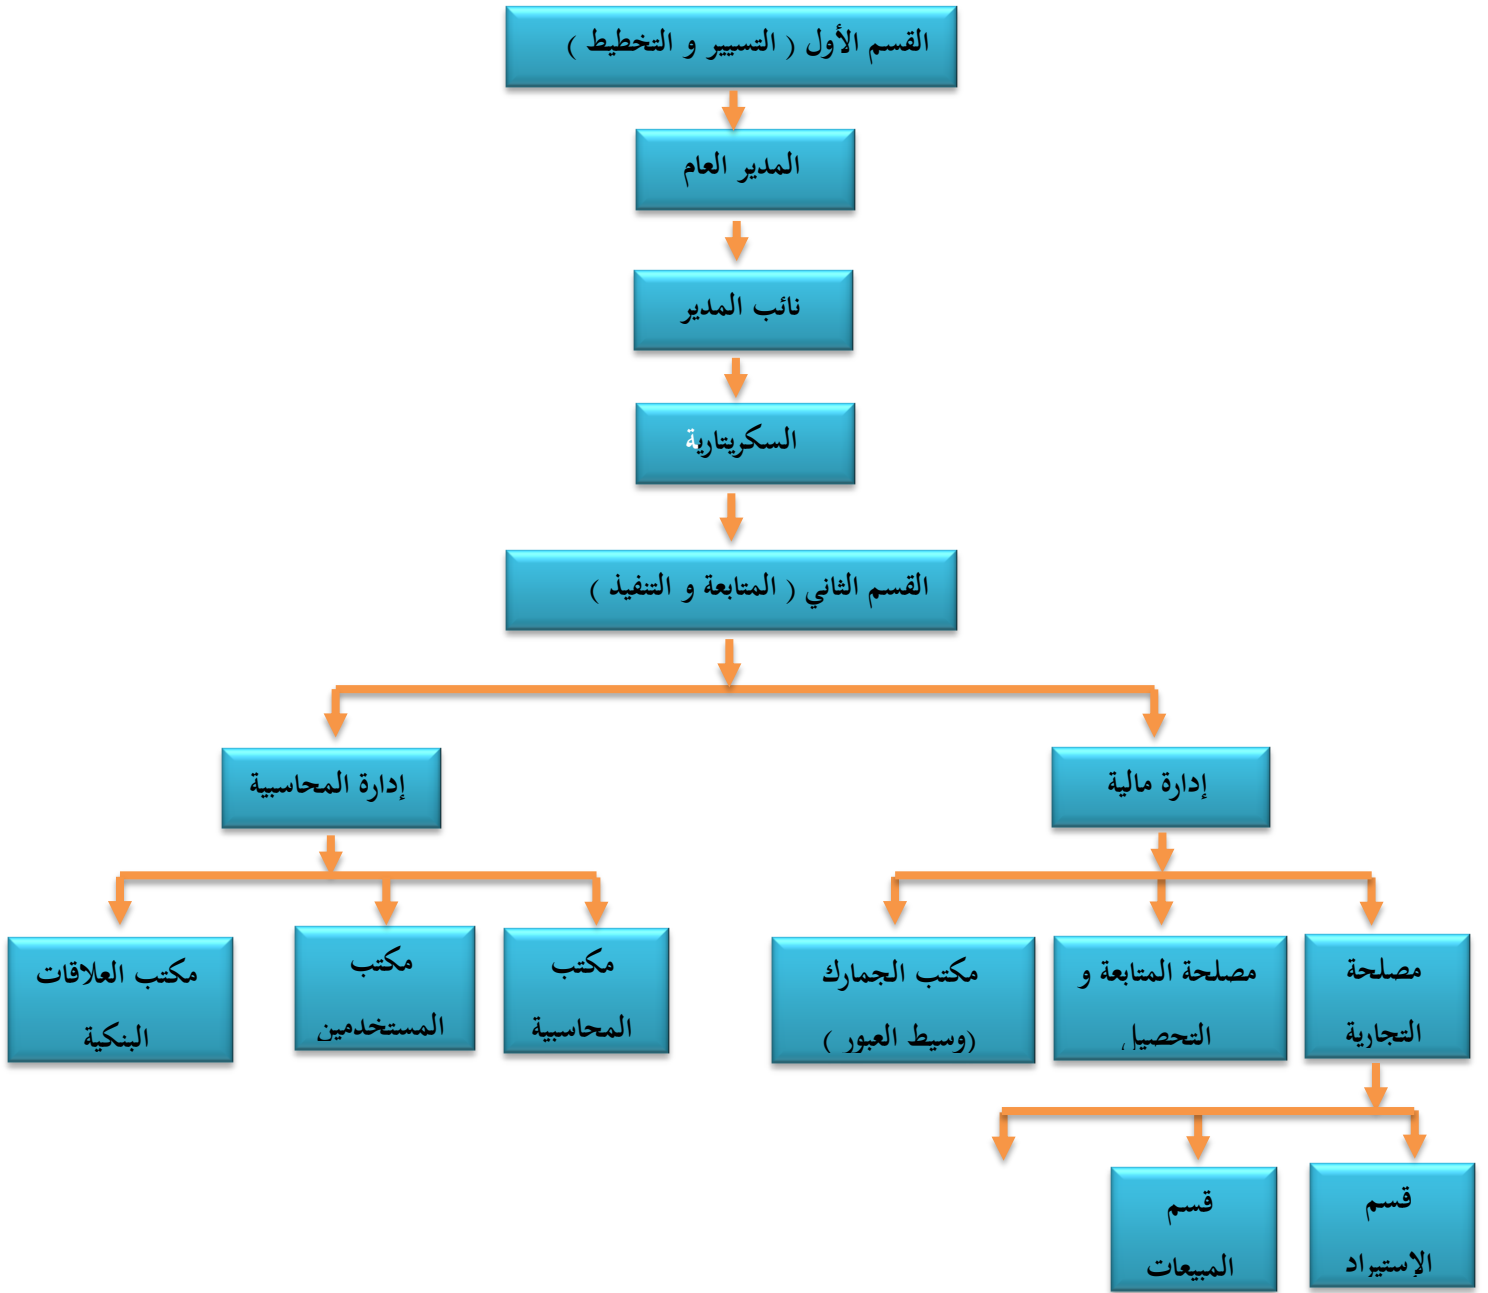 القسم الأول ( التسيير و التخطيط )
المدير العام
نائب المدير
السكريتارية
القسم الثاني ( المتابعة و التنفيذ )
إدارة مالية
إدارة المحاسبية
مصلحة
التجارية
مصلحة المتابعة و
التحصيل
مكتب الجمارك
(وسيط العبور )
مكتب
المحاسبية
مكتب
المستخدمين
مكتب العلاقات
البنكية
قسم
الإستيراد
قسم
المبيعات